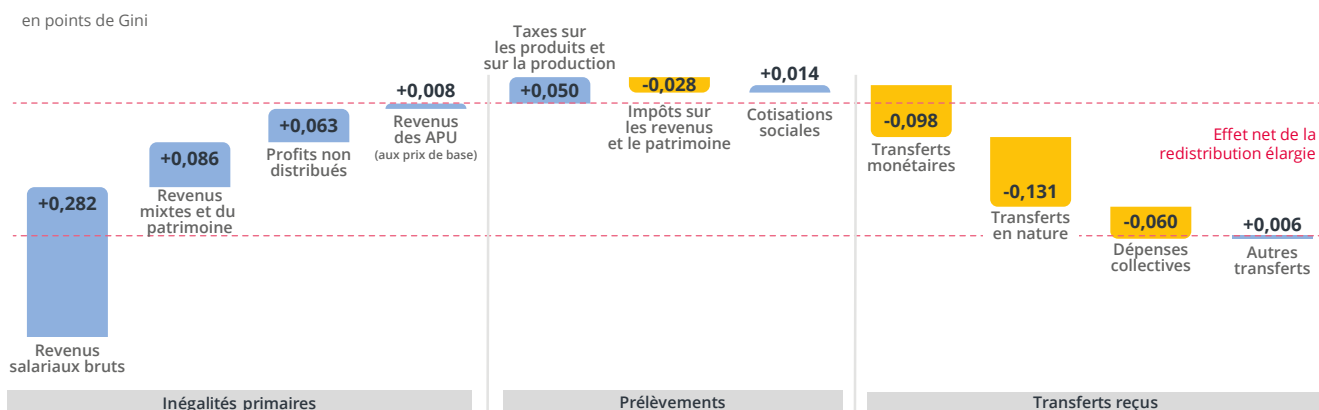 en points de Gini
+0,282
Revenus
salariaux bruts
+0,086
Revenus
mixtes et du
patrimoine
+0,063
Profits non
distribués
+0,008
Revenus
des APU
(aux prix de base)
Taxes sur
les produits et
sur la production
+0,050
-0,028
Impôts sur
les revenus
et le patrimoine
+0,014
Cotisations
sociales
-0,098
Transferts
monétaires
-0,131
Transferts
en nature
-0,060
Dépenses
collectives
+0,006
Autres
transferts
Effet net de la
redistribution élargie
Inégalités primaires
Prélèvements
Transferts reçus